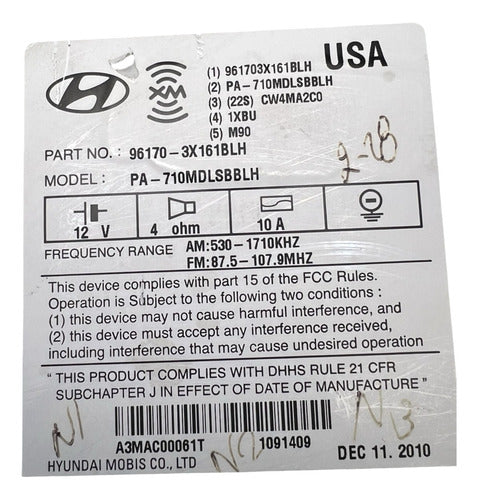 USA
XM
(1) 961703X161BLH
(2) PA-710MDLSBBLH
(3) (22S) CW4MA2C0
(4) 1XBU
(5) M90
PART NO. : 96170-3X161BLH
MODEL : PA-710MDLSBBLH
12 V 4 ohm 10 A
FREQUENCY RANGE AM:530-1710KHZ
FM:87.5-107.9MHZ
This device complies with part 15 of the FCC Rules.
Operation is Subject to the following two conditions :
(1) this device may not cause harmful interference, and
(2) this device must accept any interference received,
including interference that may cause undesired operation
" THIS PRODUCT COMPLIES WITH DHHS RULE 21 CFR
SUBCHAPTER J IN EFFECT OF DATE OF MANUFACTURE "
N1
A3MAC00061T 1091409
N2
N3
HYUNDAI MOBIS CO., LTD DEC 11. 2010